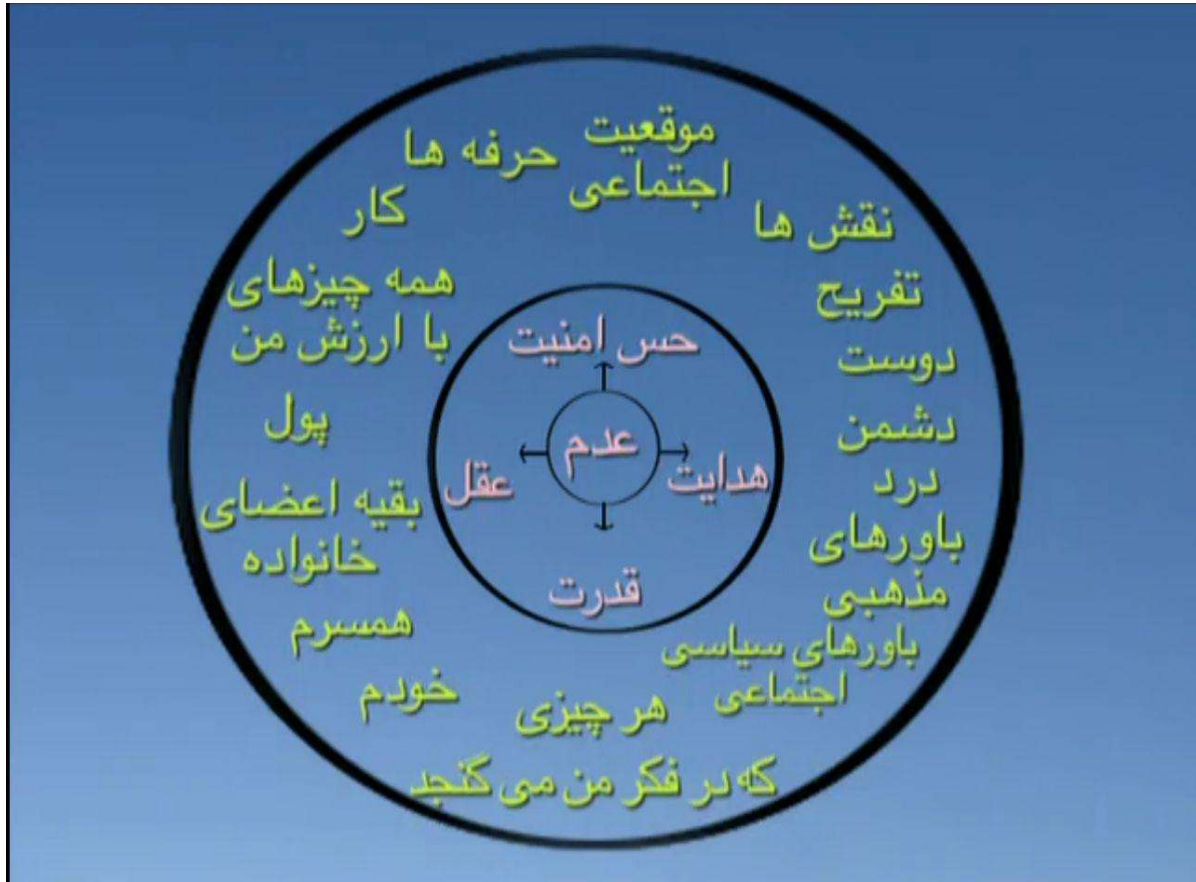 موقعیت
اجتماعی
حرفه ها
کار
همه چیزهای
با ارزش من
پول
بقیه اعضای
خانواده
همسرم
خودم
هر چیزی
که در فکر من می گنجد
نقش ها
تفریح
دوست
دشمن
درد
باورهای
مذهبی
باورهای سیاسی
اجتماعی
حس امنیت
عدم
هدایت
عقل
قدرت